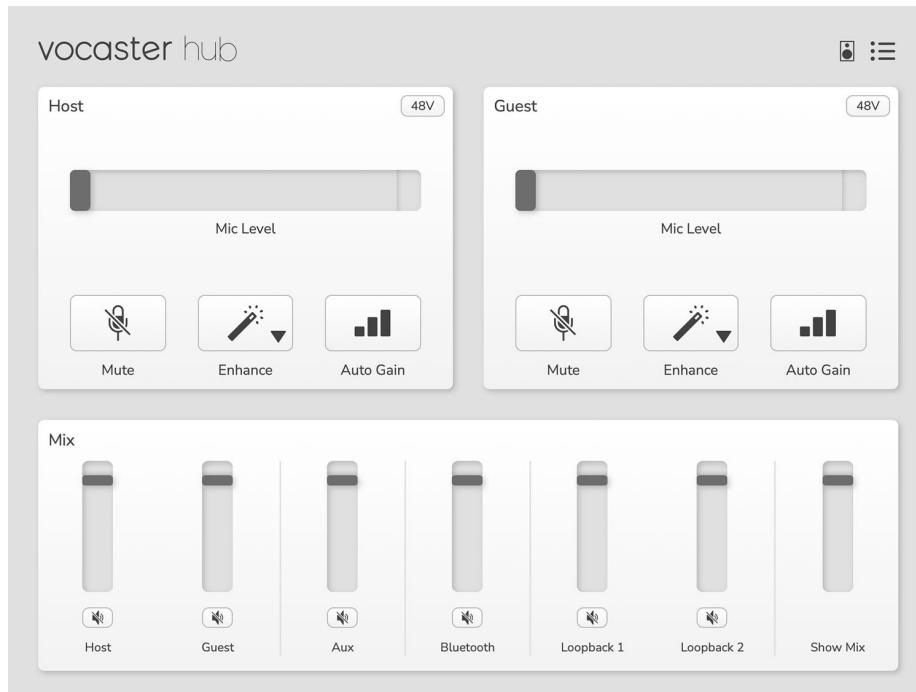 vocaster hub
Host
48V
Guest
48V
Mic Level
Mic Level
Mute
Enhance
Auto Gain
Mute
Enhance
Auto Gain
Mix
Host
Guest
Aux
Bluetooth
Loopback 1
Loopback 2
Show Mix